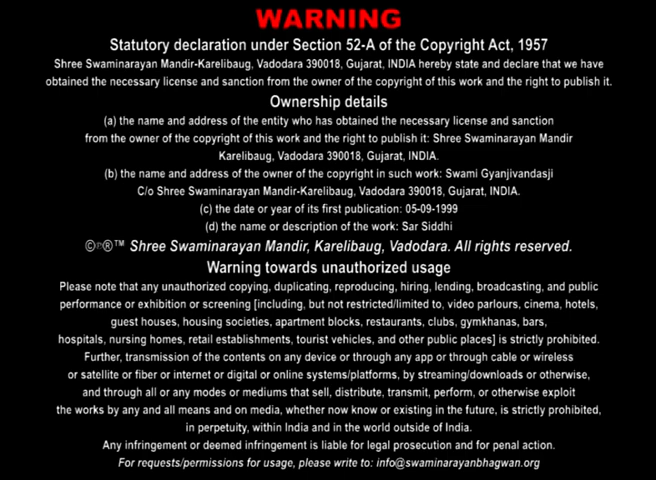 WARNING
Statutory declaration under Section 52-A of the Copyright Act, 1957
Shree Swaminarayan Mandir-Karelibaug, Vadodara 390018, Gujarat, INDIA hereby state and declare that we have
obtained the necessary license and sanction from the owner of the copyright of this work and the right to publish it.
Ownership details
(a) the name and address of the entity who has obtained the necessary license and sanction
from the owner of the copyright of this work and the right to publish it: Shree Swaminarayan Mandir
Karelibaug, Vadodara 390018, Gujarat, INDIA.
(b) the name and address of the owner of the copyright in such work: Swami Gyanjivandasji
C/o Shree Swaminarayan Mandir-Karelibaug, Vadodara 390018, Gujarat, INDIA.
(c) the date or year of its first publication: 05-09-1999
(d) the name or description of the work: Sar Siddhi
©℗®™ Shree Swaminarayan Mandir, Karelibaug, Vadodara. All rights reserved.
Warning towards unauthorized usage
Please note that any unauthorized copying, duplicating, reproducing, hiring, lending, broadcasting, and public
performance or exhibition or screening [including, but not restricted/limited to, video parlours, cinema, hotels,
guest houses, housing societies, apartment blocks, restaurants, clubs, gymkhanas, bars,
hospitals, nursing homes, retail establishments, tourist vehicles, and other public places] is strictly prohibited.
Further, transmission of the contents on any device or through any app or through cable or wireless
or satellite or fiber or internet or digital or online systems/platforms, by streaming/downloads or otherwise,
and through all or any modes or mediums that sell, distribute, transmit, perform, or otherwise exploit
the works by any and all means and on media, whether now know or existing in the future, is strictly prohibited,
in perpetuity, within India and in the world outside of India.
Any infringement or deemed infringement is liable for legal prosecution and for penal action.
For requests/permissions for usage, please write to: info@swaminarayanbhagwan.org